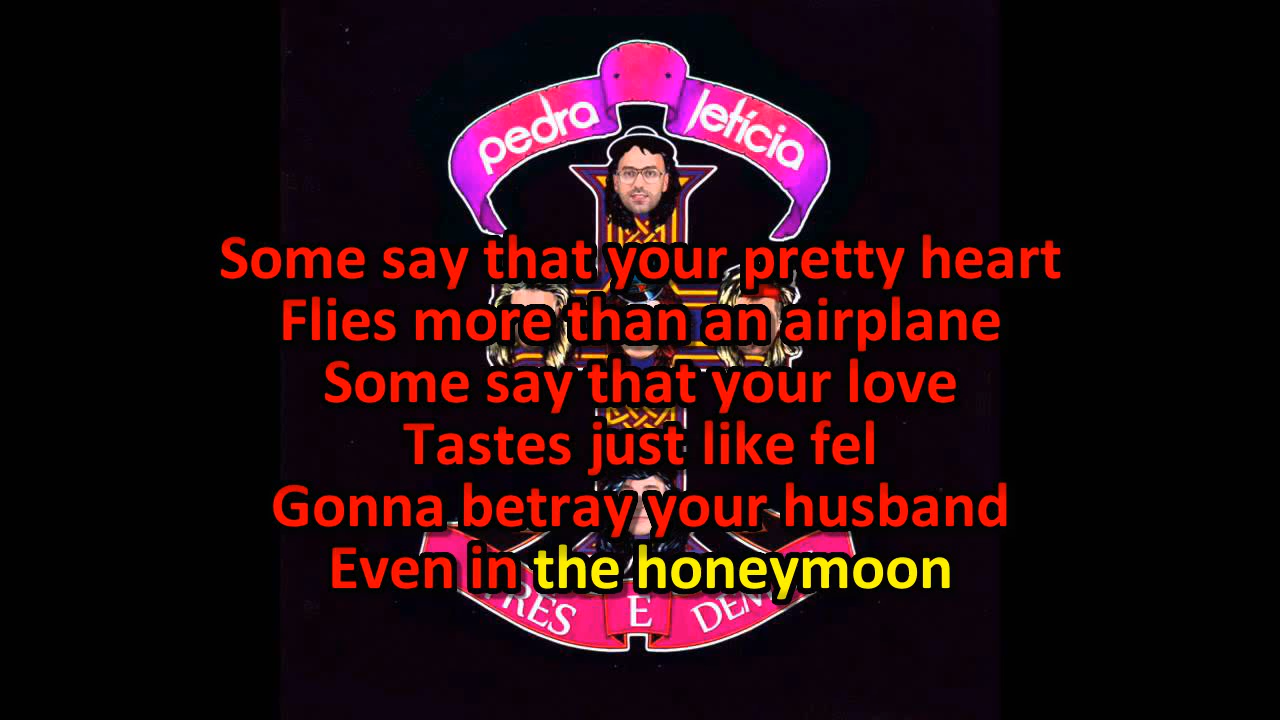 pedra letícia
Some say that your pretty heart
Flies more than an airplane
Some say that your love
Tastes just like fel
Gonna betray your husband
Even in the honeymoon
E